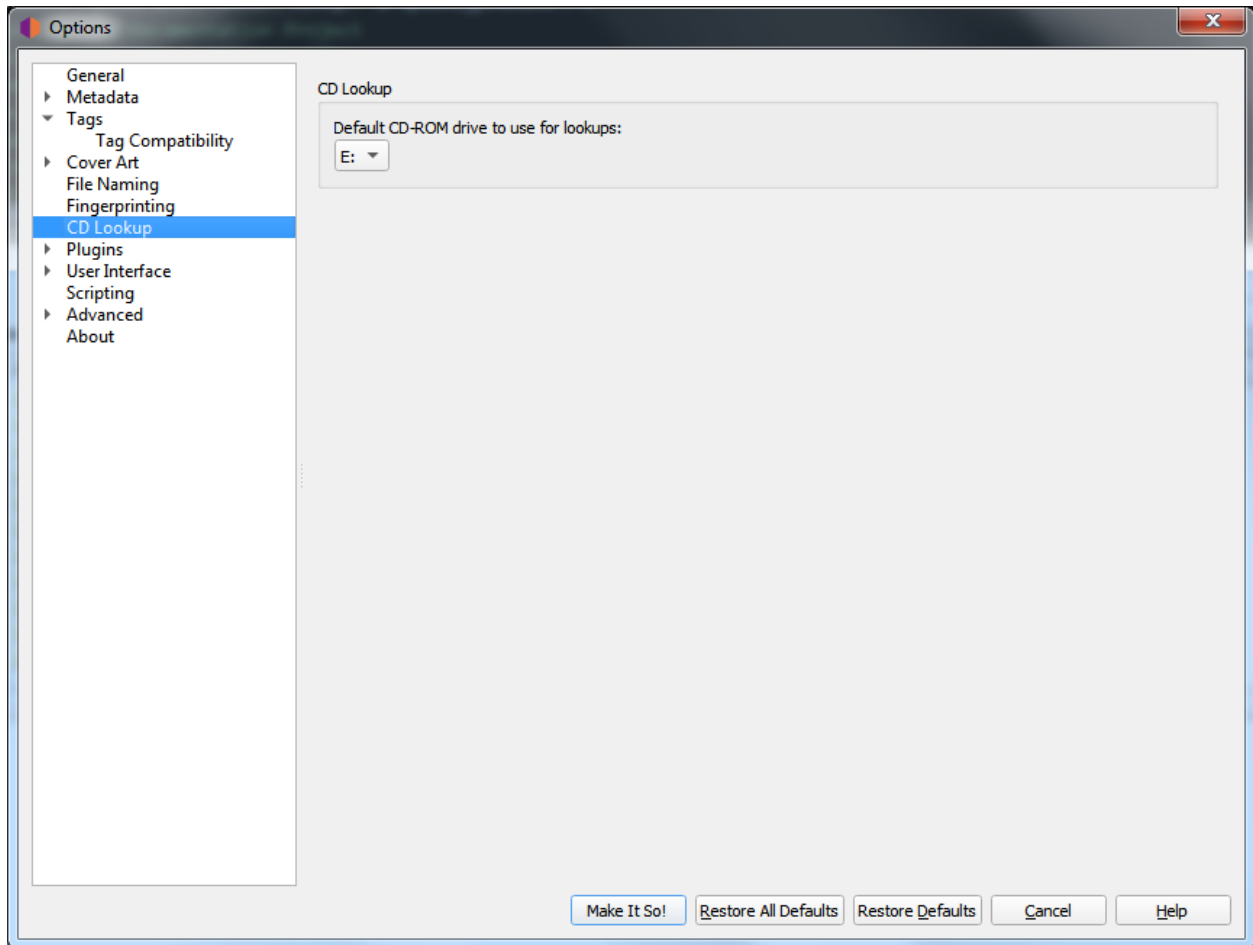 Options
General
Metadata
Tags
Tag Compatibility
Cover Art
File Naming
Fingerprinting
CD Lookup
Plugins
User Interface
Scripting
Advanced
About
CD Lookup
Default CD-ROM drive to use for lookups:
E:
Make It So! Restore All Defaults Restore Defaults Cancel Help